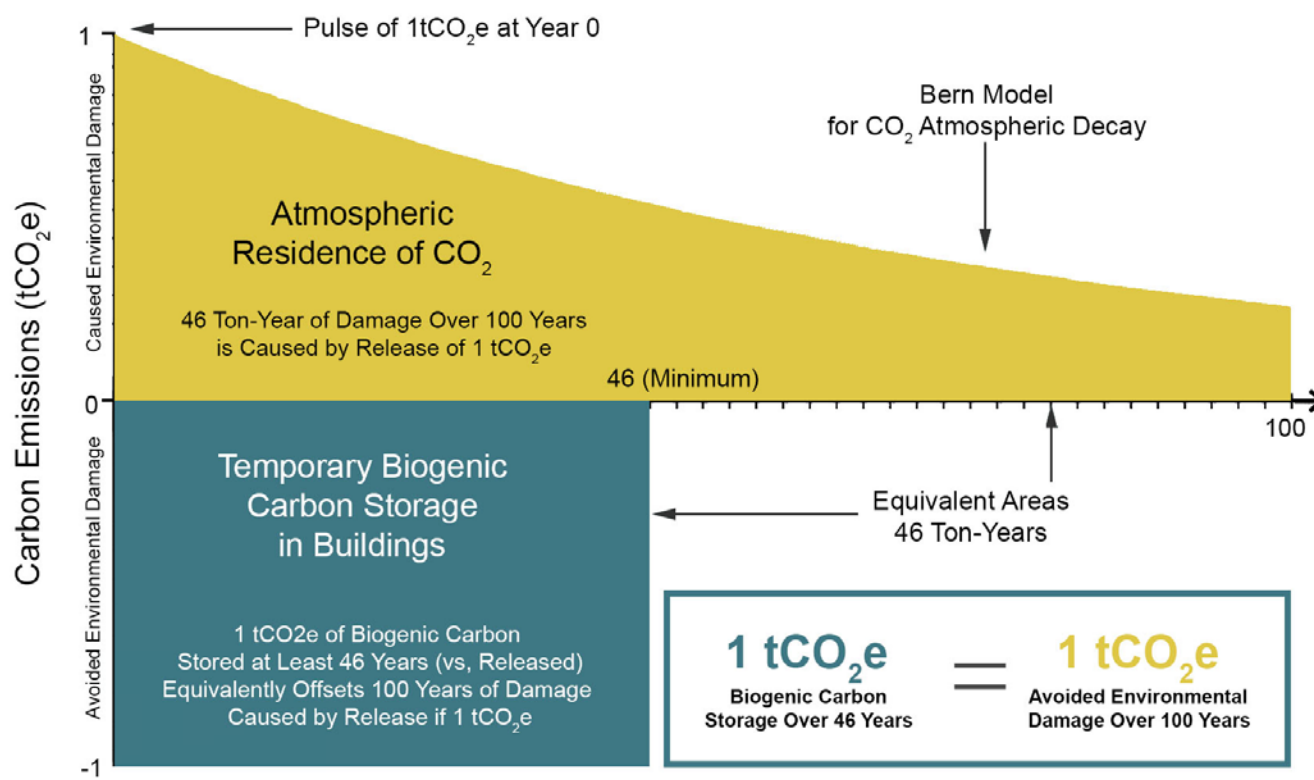 1
Pulse of 1tCO₂e at Year 0
Bern Model
for CO₂ Atmospheric Decay
Carbon Emissions (tCO₂e)
Caused Environmental Damage
Atmospheric
Residence of CO₂
46 Ton-Year of Damage Over 100 Years
is Caused by Release of 1 tCO₂e
46 (Minimum)
0
100
Avoided Environmental Damage
Temporary Biogenic
Carbon Storage
in Buildings
Equivalent Areas
46 Ton-Years
1 tCO2e of Biogenic Carbon
Stored at Least 46 Years (vs, Released)
Equivalently Offsets 100 Years of Damage
Caused by Release if 1 tCO₂e
1 tCO₂e
Biogenic Carbon
Storage Over 46 Years
=
1 tCO₂e
Avoided Environmental
Damage Over 100 Years
-1